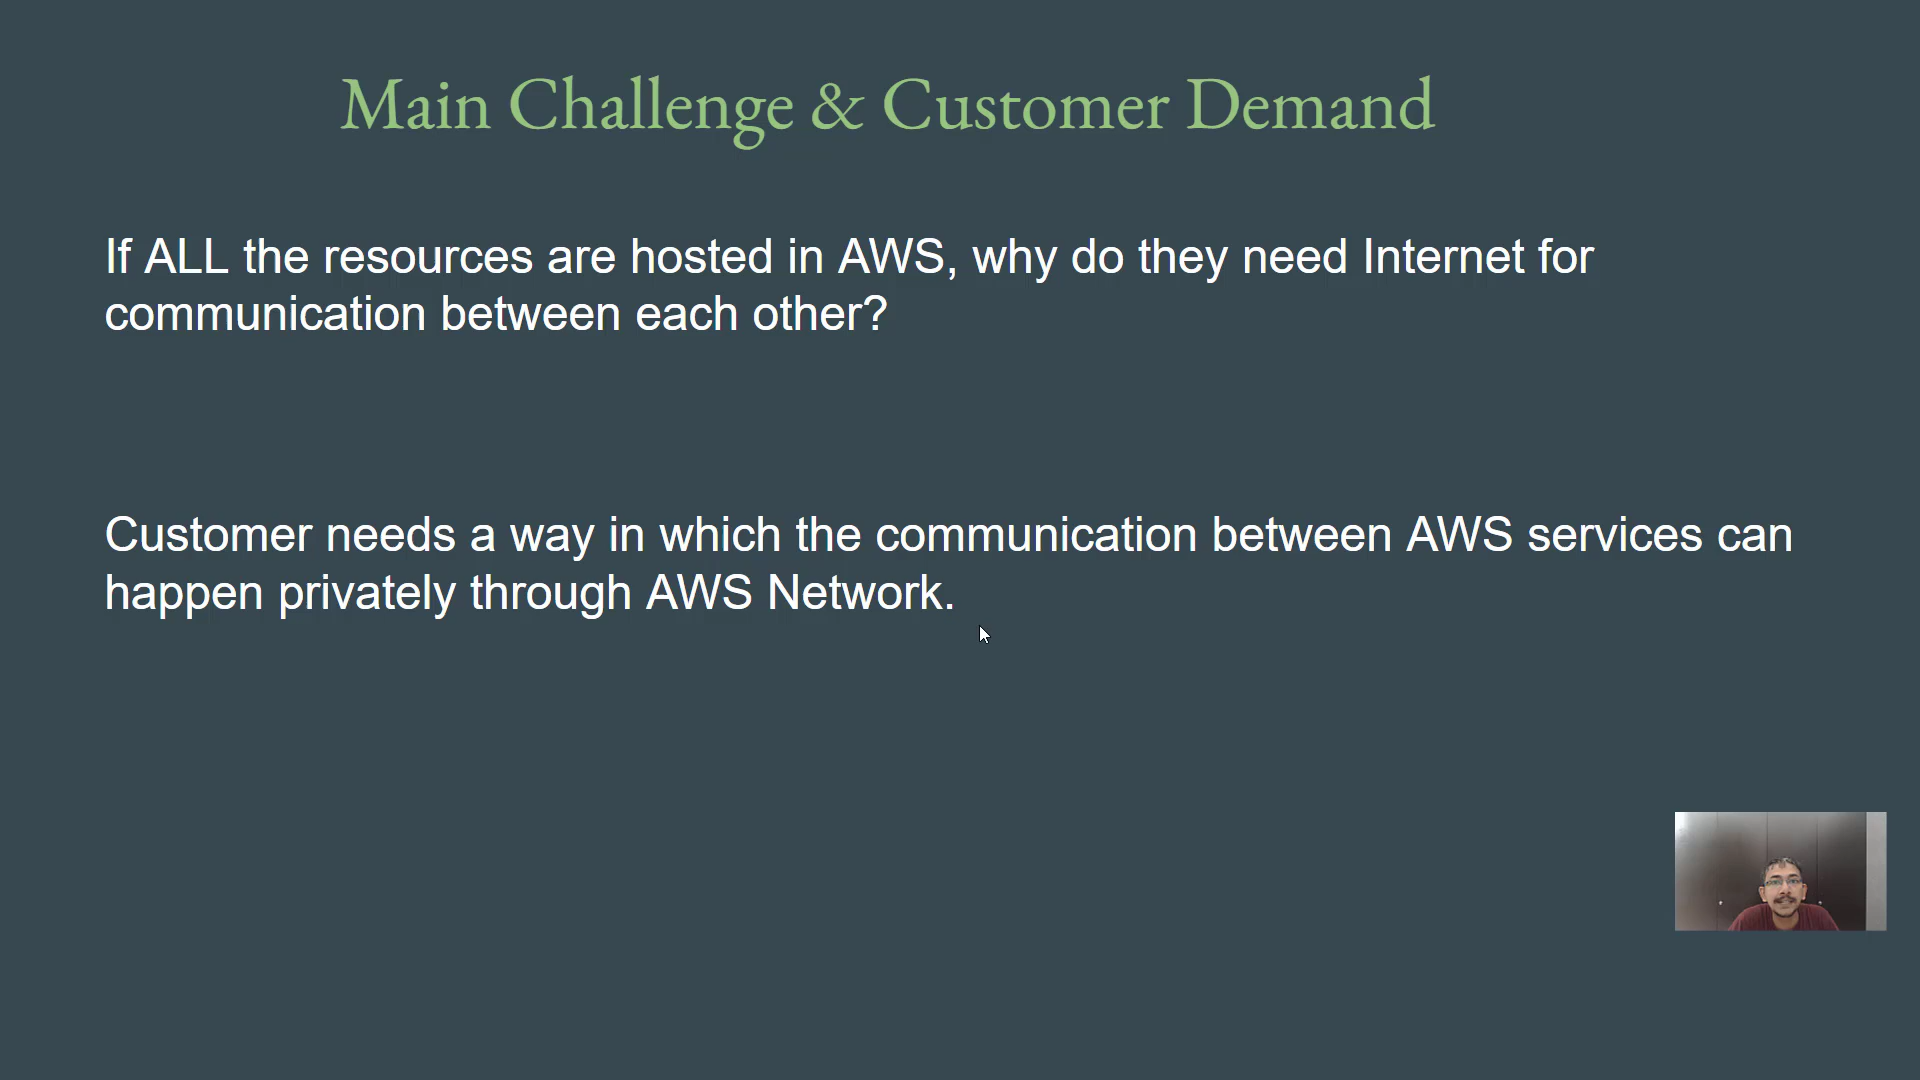 Main Challenge & Customer Demand
If ALL the resources are hosted in AWS, why do they need Internet for
communication between each other?
Customer needs a way in which the communication between AWS services can
happen privately through AWS Network.